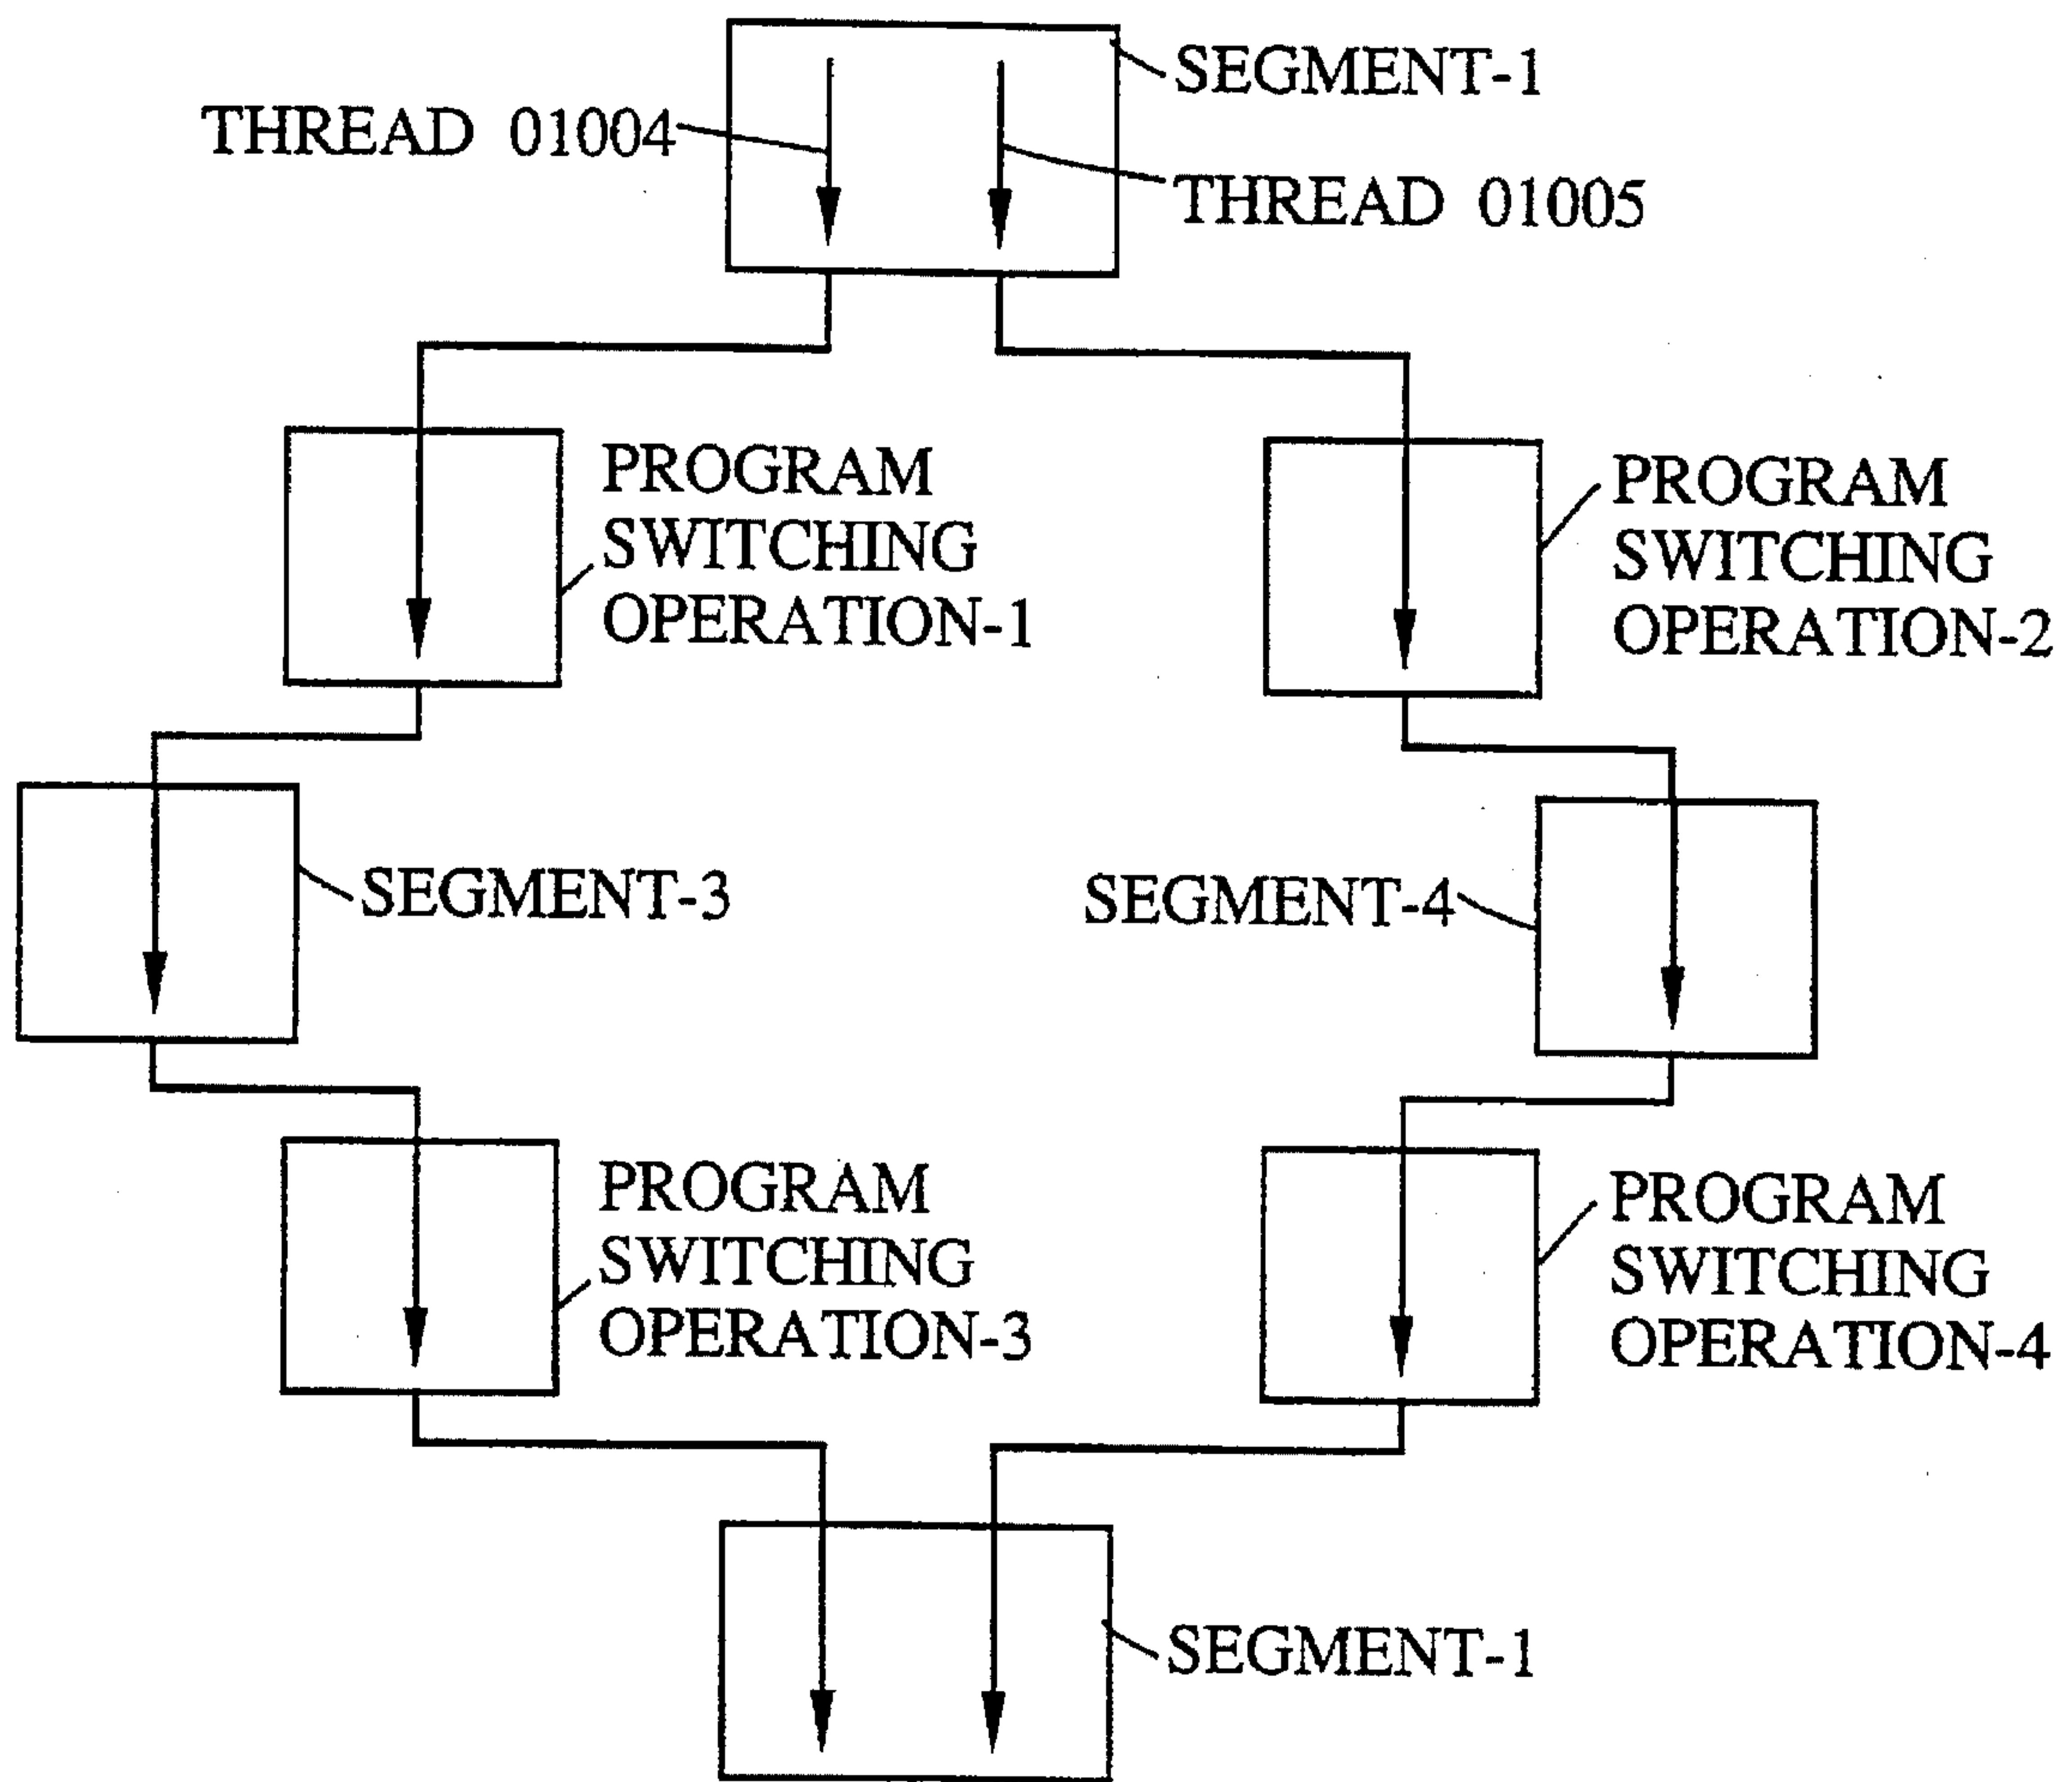 SEGMENT-1
THREAD 01004
THREAD 01005
PROGRAM
SWITCHING
OPERATION-1
PROGRAM
SWITCHING
OPERATION-2
SEGMENT-3
SEGMENT-4
PROGRAM
SWITCHING
OPERATION-3
PROGRAM
SWITCHING
OPERATION-4
SEGMENT-1